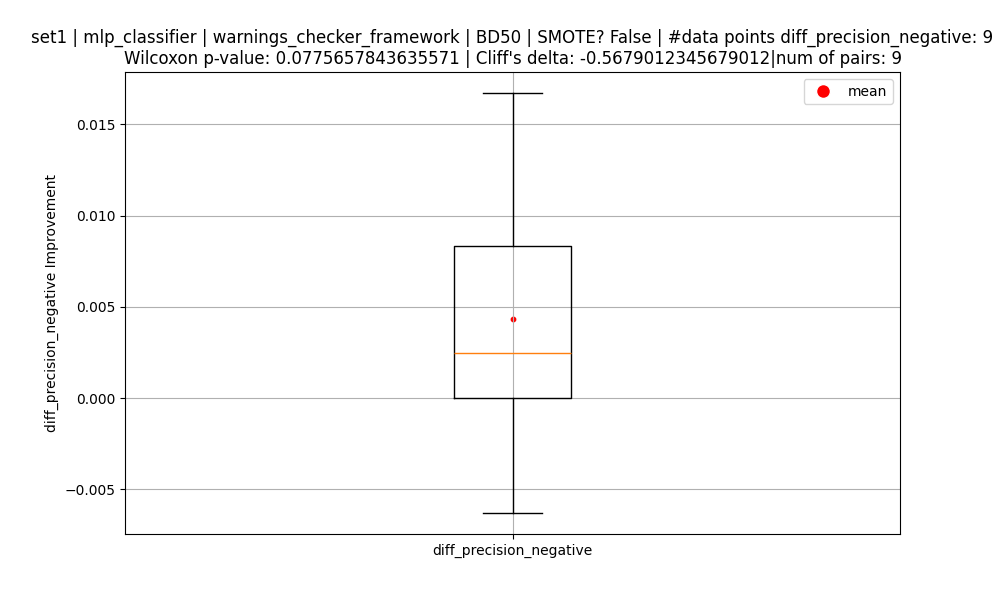 set1 | mlp_classifier | warnings_checker_framework | BD50 | SMOTE? False | #data points diff_precision_negative: 9
Wilcoxon p-value: 0.0775657843635571 | Cliff's delta: -0.5679012345679012|num of pairs: 9
mean
0.015
0.010
0.005
0.000
−0.005
diff_precision_negative Improvement
diff_precision_negative